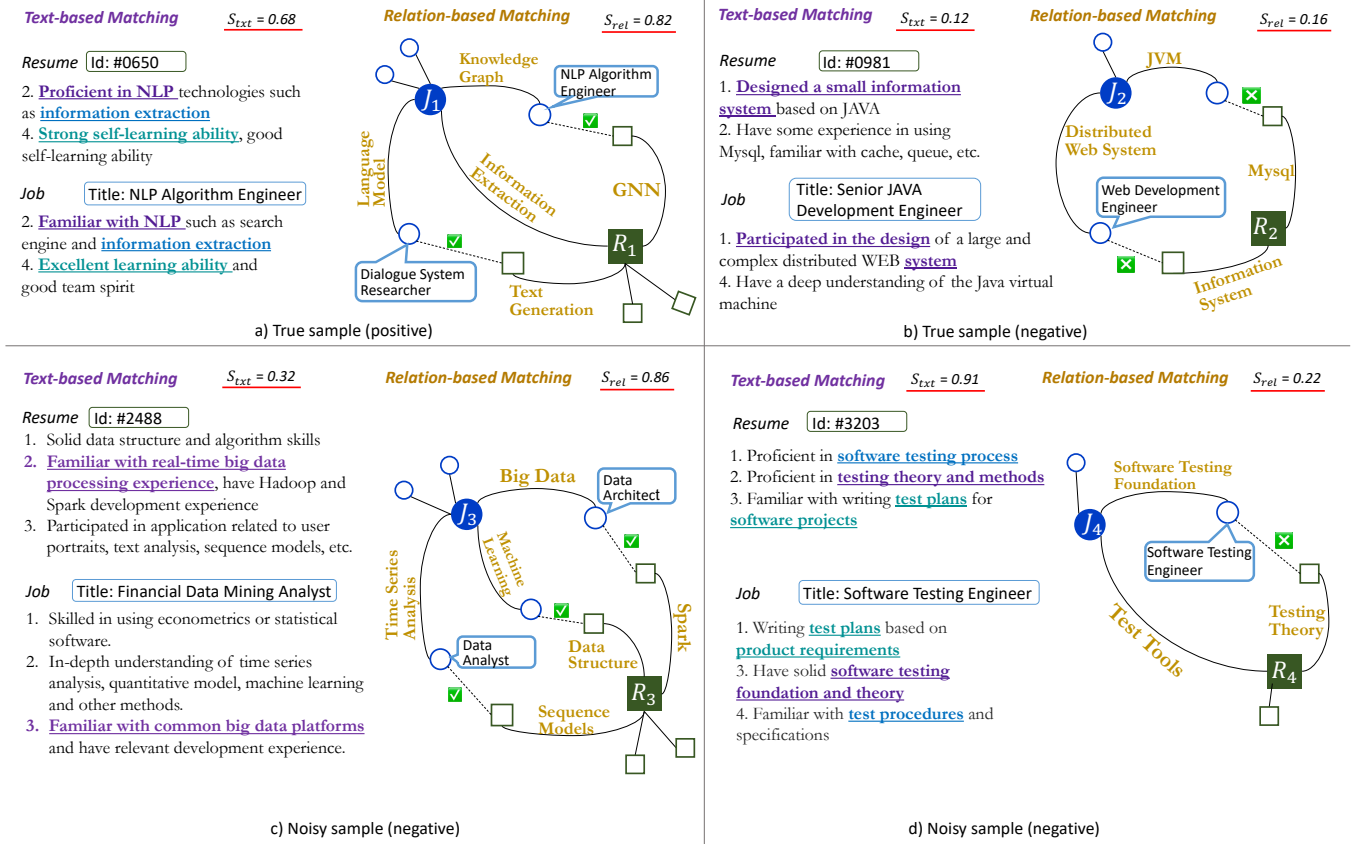 Text-based Matching
S_txt = 0.68
Relation-based Matching
S_rel = 0.82
Resume
Id: #0650
2. Proficient in NLP technologies such
as information extraction
4. Strong self-learning ability, good
self-learning ability
Job
Title: NLP Algorithm Engineer
2. Familiar with NLP such as search
engine and information extraction
4. Excellent learning ability and
good team spirit
Knowledge
Graph
NLP Algorithm
Engineer
J1
Language
Model
Information
Extraction
GNN
R1
Dialogue System
Researcher
Text
Generation
a) True sample (positive)
Text-based Matching
S_txt = 0.12
Relation-based Matching
S_rel = 0.16
Resume
Id: #0981
1. Designed a small information
system based on JAVA
2. Have some experience in using
Mysql, familiar with cache, queue, etc.
Job
Title: Senior JAVA
Development Engineer
1. Participated in the design of a large and
complex distributed WEB system
4. Have a deep understanding of the Java virtual
machine
JVM
J2
Distributed
Web System
Mysql
Web Development
Engineer
R2
Information
System
b) True sample (negative)
Text-based Matching
S_txt = 0.32
Relation-based Matching
S_rel = 0.86
Resume
Id: #2488
1. Solid data structure and algorithm skills
2. Familiar with real-time big data
processing experience, have Hadoop and
Spark development experience
3. Participated in application related to user
portraits, text analysis, sequence models, etc.
Job
Title: Financial Data Mining Analyst
1. Skilled in using econometrics or statistical
software.
2. In-depth understanding of time series
analysis, quantitative model, machine learning
and other methods.
3. Familiar with common big data platforms
and have relevant development experience.
Big Data
Data
Architect
J3
Machine
Learning
Time Series
Analysis
Spark
Data
Structure
Data
Analyst
R3
Sequence
Models
c) Noisy sample (negative)
Text-based Matching
S_txt = 0.91
Relation-based Matching
S_rel = 0.22
Resume
Id: #3203
1. Proficient in software testing process
2. Proficient in testing theory and methods
3. Familiar with writing test plans for
software projects
Job
Title: Software Testing Engineer
1. Writing test plans based on
product requirements
3. Have solid software testing
foundation and theory
4. Familiar with test procedures and
specifications
Software Testing
Foundation
J4
Software Testing
Engineer
Test Tools
Testing
Theory
R4
d) Noisy sample (negative)